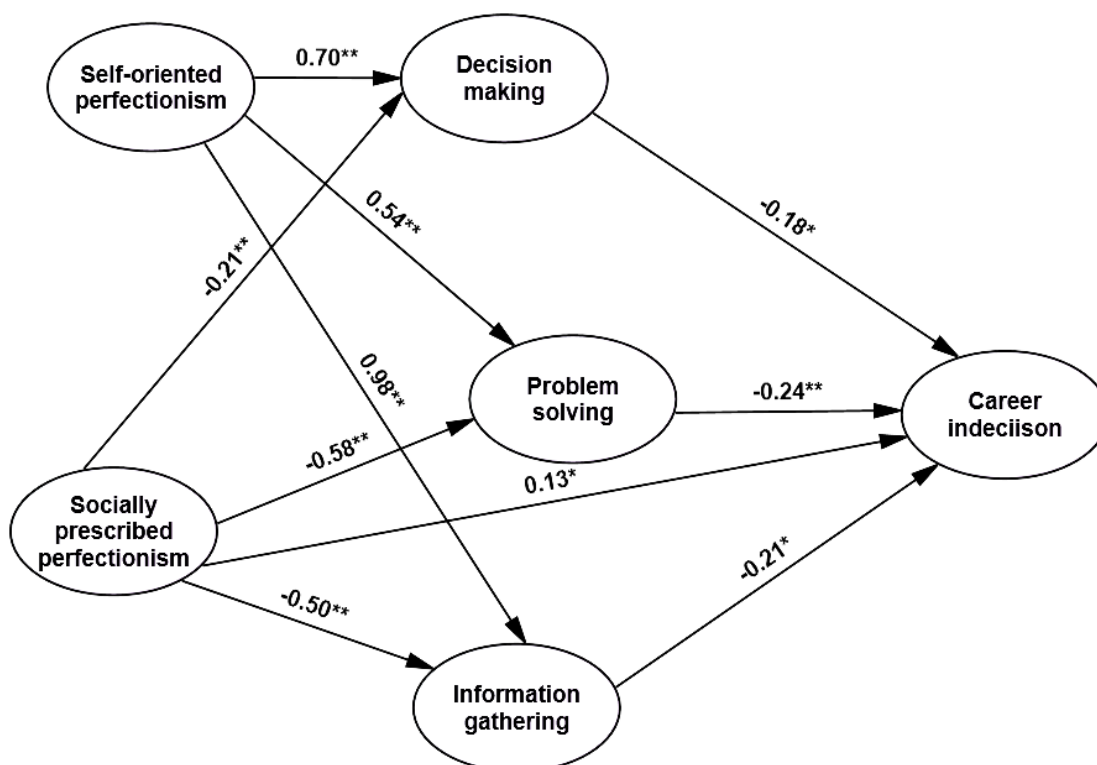 Self-oriented
perfectionism
0.70**
Decision
making
-0.21**
0.54**
-0.18*
0.98**
Problem
solving
-0.24**
Career
indeciison
-0.58**
0.13*
Socially
prescribed
perfectionism
-0.50**
-0.21*
Information
gathering